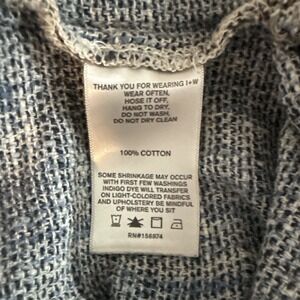 THANK YOU FOR WEARING I+W
WEAR OFTEN,
HOSE IT OFF,
HANG TO DRY,
DO NOT WASH,
DO NOT DRY CLEAN
100% COTTON
SOME SHRINKAGE MAY OCCUR
WITH FIRST FEW WASHINGS
INDIGO DYE WILL TRANSFER
ON LIGHT-COLORED FABRICS
AND UPHOLSTERY BE MINDFUL
OF WHERE YOU SIT
RN#156974